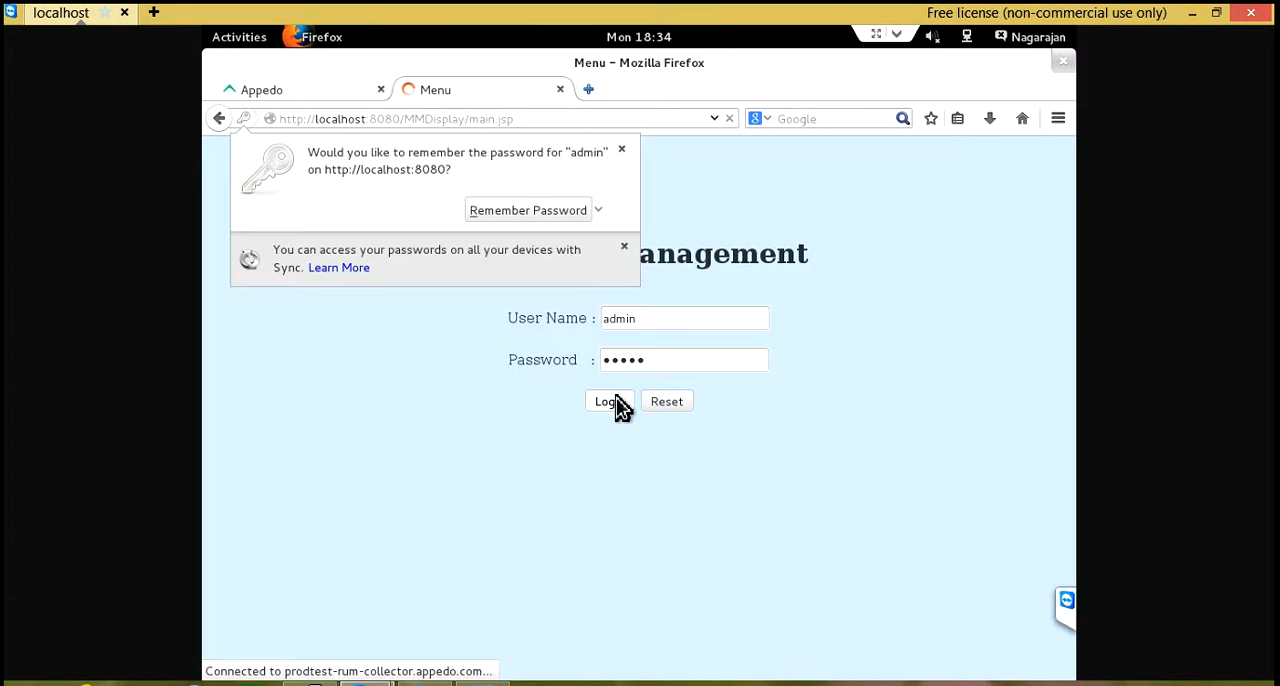 localhost
Free license (non-commercial use only)
Activities Firefox Mon 18:34 Nagarajan
Menu - Mozilla Firefox
Appedo Menu
http://localhost:8080/MMDisplay/main.jsp Google
Would you like to remember the password for "admin"
on http://localhost:8080?
Remember Password
You can access your passwords on all your devices with
Sync. Learn More
anagement
User Name : admin
Password : •••••
Log Reset
Connected to prodtest-rum-collector.appedo.com...